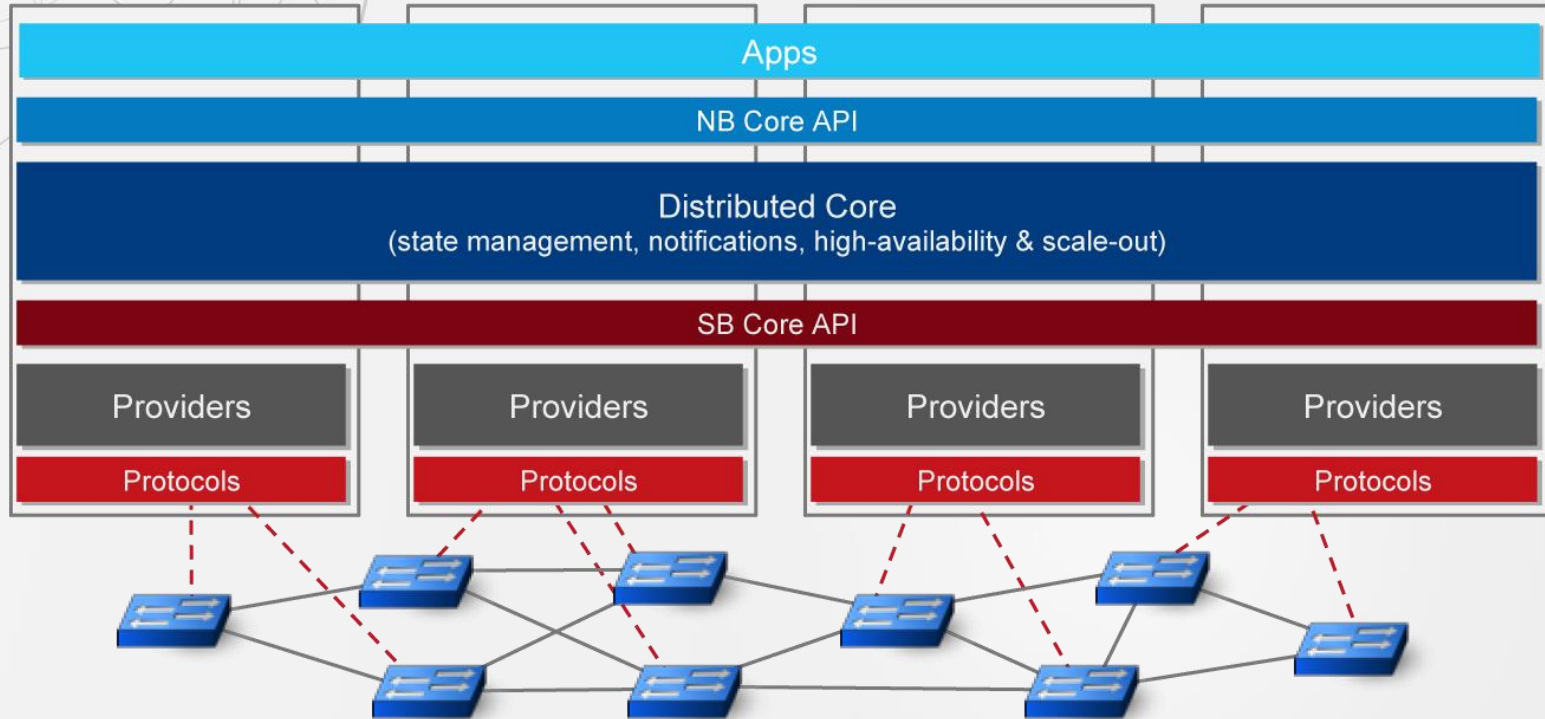 Apps
NB Core API
Distributed Core
(state management, notifications, high-availability & scale-out)
SB Core API
Providers
Providers
Providers
Providers
Protocols
Protocols
Protocols
Protocols